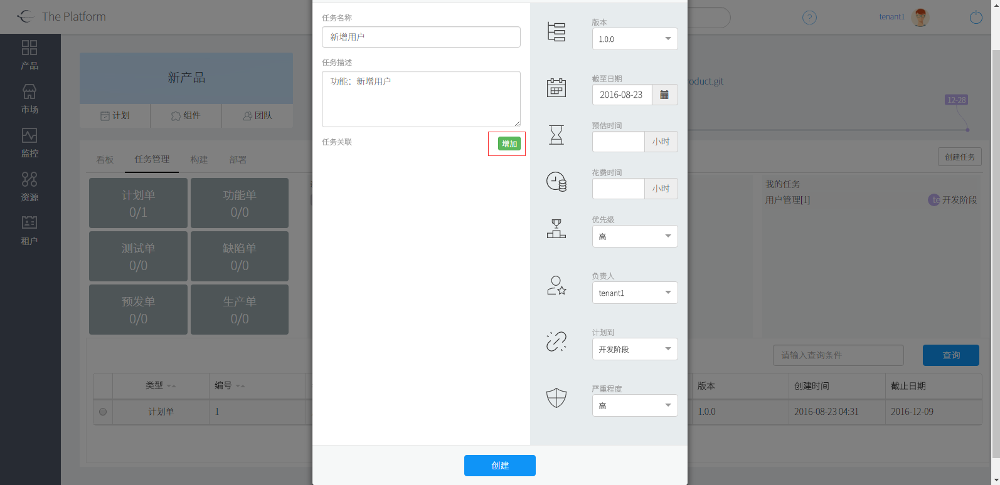 The Platform
tenant1
产品
市场
监控
资源
租户
新产品
计划
组件
团队
roduct.git
12-28
看板
任务管理
构建
部署
创建任务
计划单
0/1
功能单
0/0
测试单
0/0
缺陷单
0/0
预发单
0/0
生产单
0/0
我的任务
用户管理[1]
te
开发阶段
请输入查询条件
查询
类型
编号
版本
创建时间
截止日期
计划单
1
1.0.0
2016-08-23 04:31
2016-12-09
任务名称
新增用户
任务描述
功能：新增用户
任务关联
增加
版本
1.0.0
截至日期
2016-08-23
预估时间
小时
花费时间
小时
优先级
高
负责人
tenant1
计划到
开发阶段
严重程度
高
创建